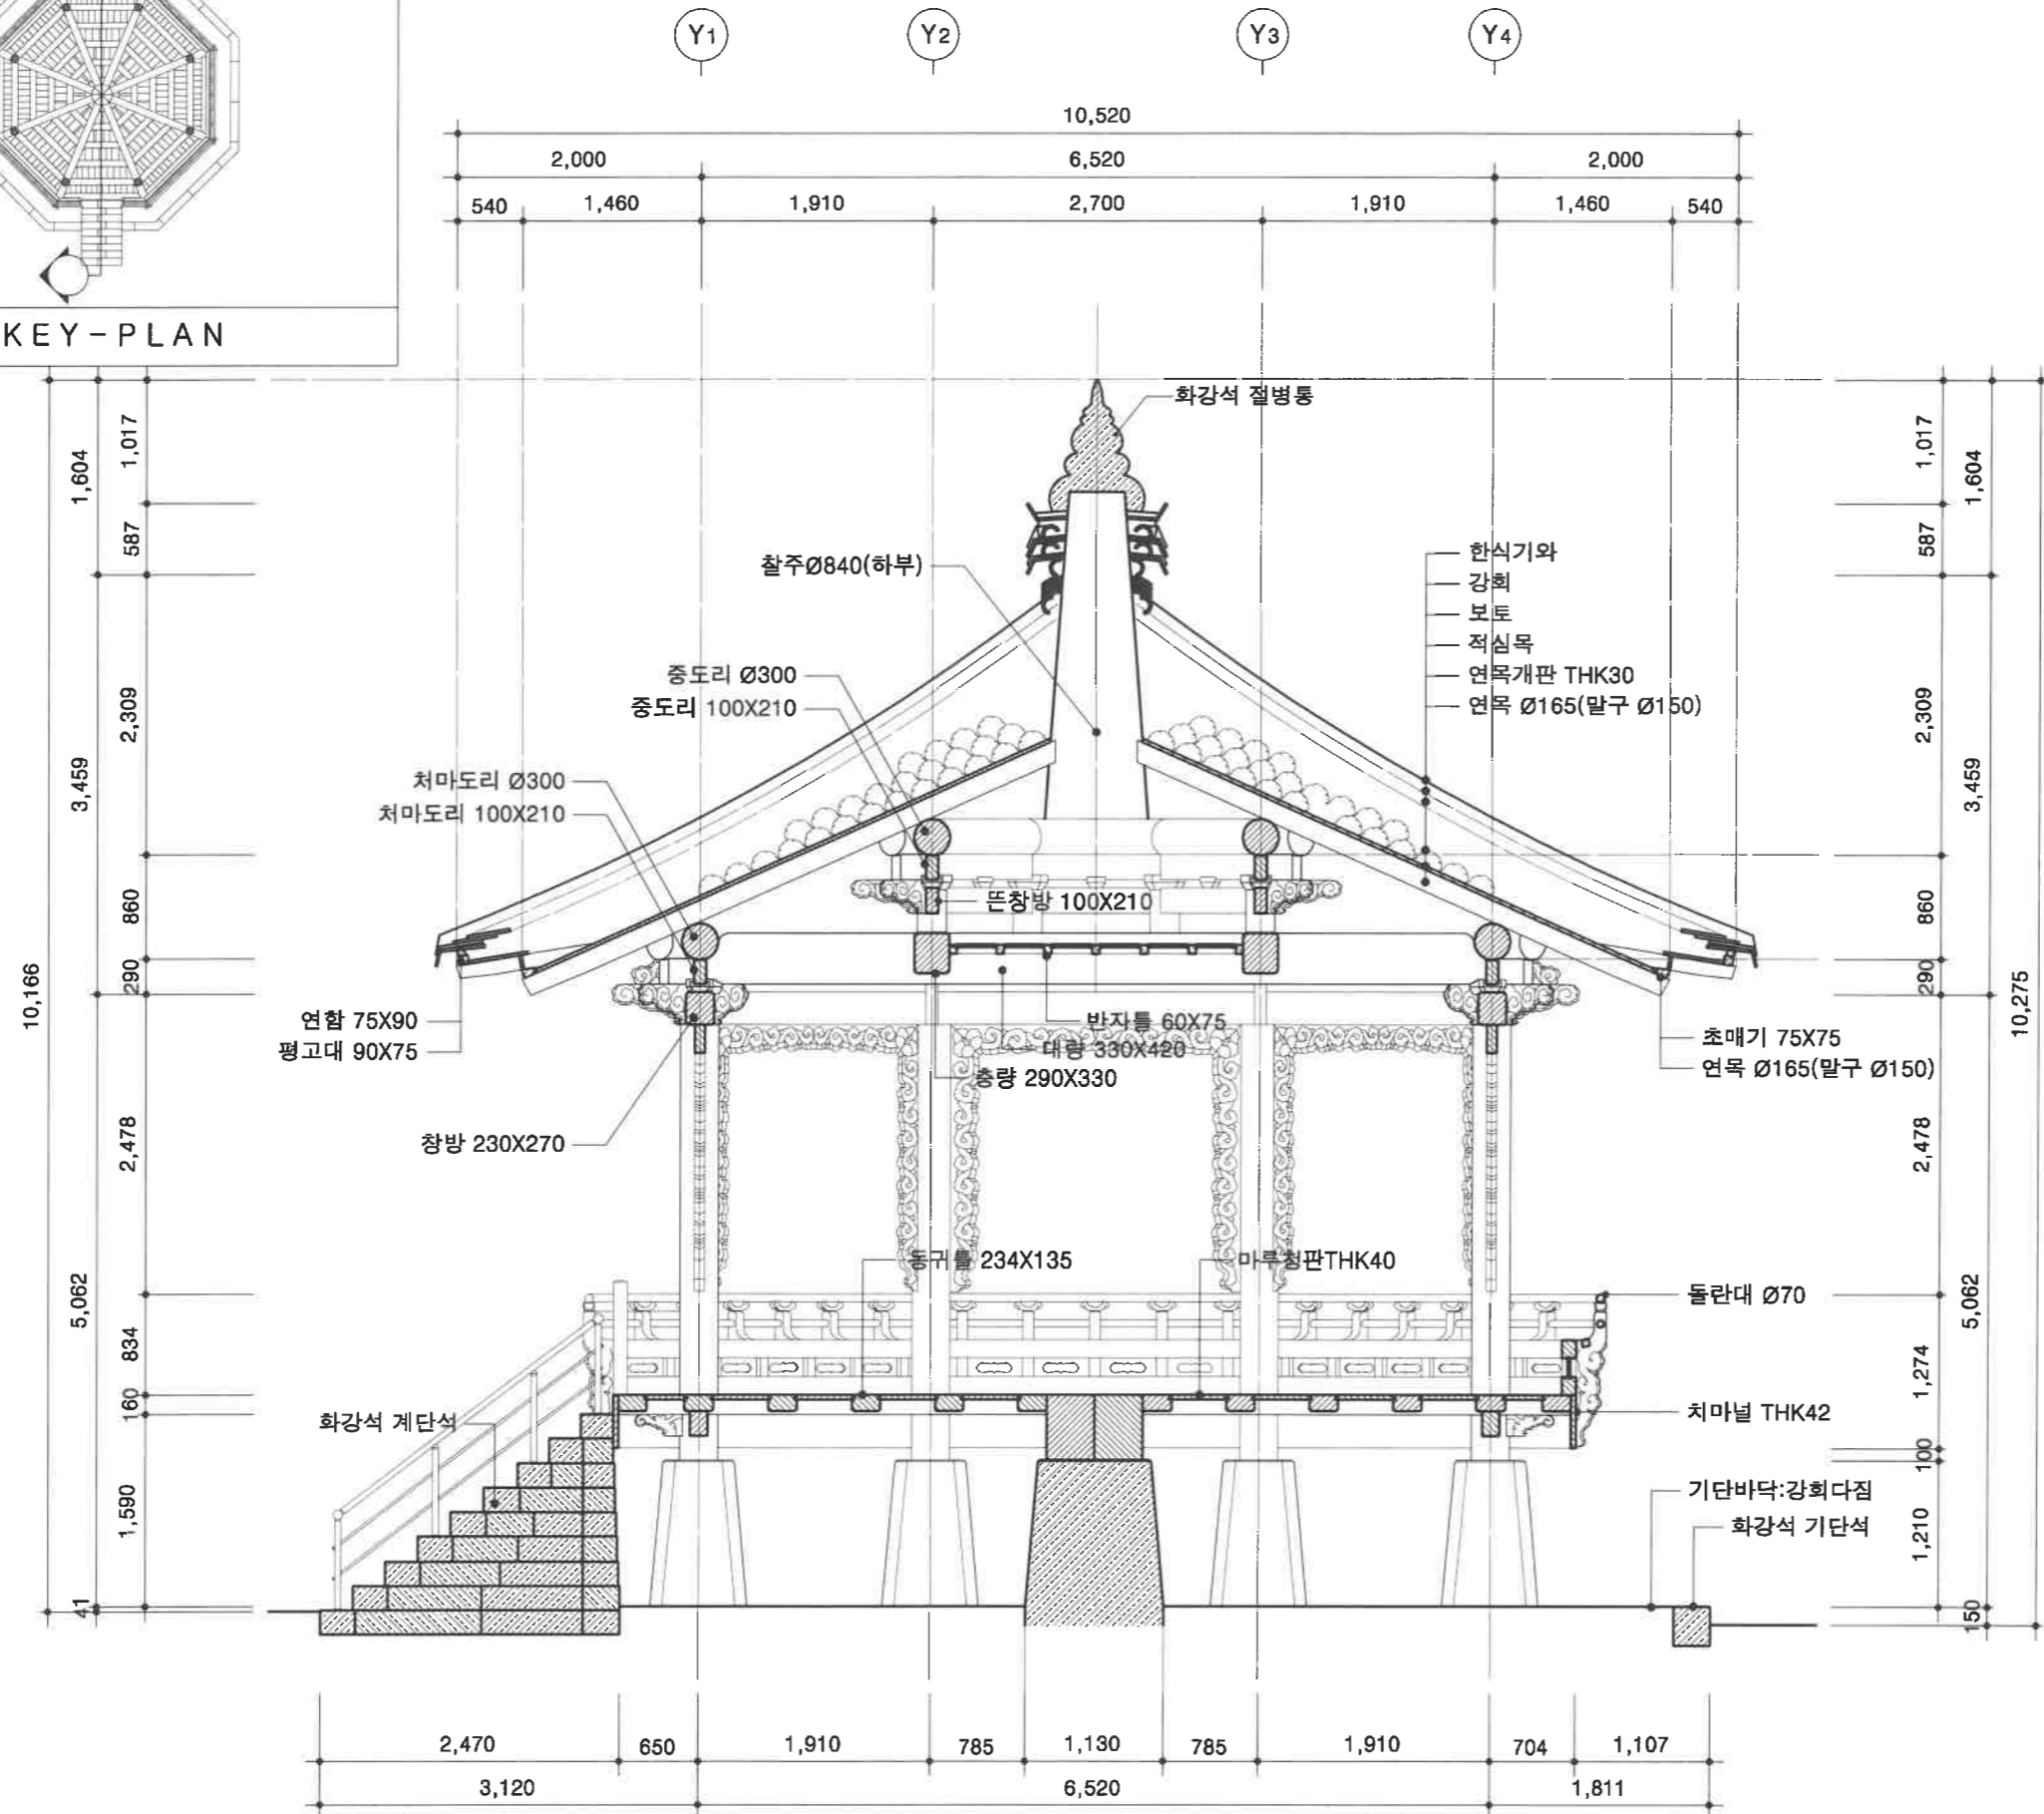 Y1 Y2 Y3 Y4
10,520
2,000 6,520 2,000
540 1,460 1,910 2,700 1,910 1,460 540
KEY-PLAN
화강석 절병통
찰주Ø840(하부)
한식기와
강회
보토
적심목
연목개판 THK30
연목 Ø165(말구 Ø150)
중도리 Ø300
중도리 100X210
처마도리 Ø300
처마도리 100X210
뜬창방 100X210
연함 75X90
평고대 90X75
반자틀 60X75
대량 330X420
충량 290X330
초매기 75X75
연목 Ø165(말구 Ø150)
창방 230X270
동귀틀 234X135
마루청판THK40
돌란대 Ø70
화강석 계단석
치마널 THK42
기단바닥:강회다짐
화강석 기단석
10,166
1,604
3,459
5,062
41
1,017
587
2,309
860
290
2,478
834
160
1,590
1,017
587
2,309
860
290
2,478
1,274
100
1,210
1,604
3,459
5,062
150
10,275
2,470 650 1,910 785 1,130 785 1,910 704 1,107
3,120 6,520 1,811